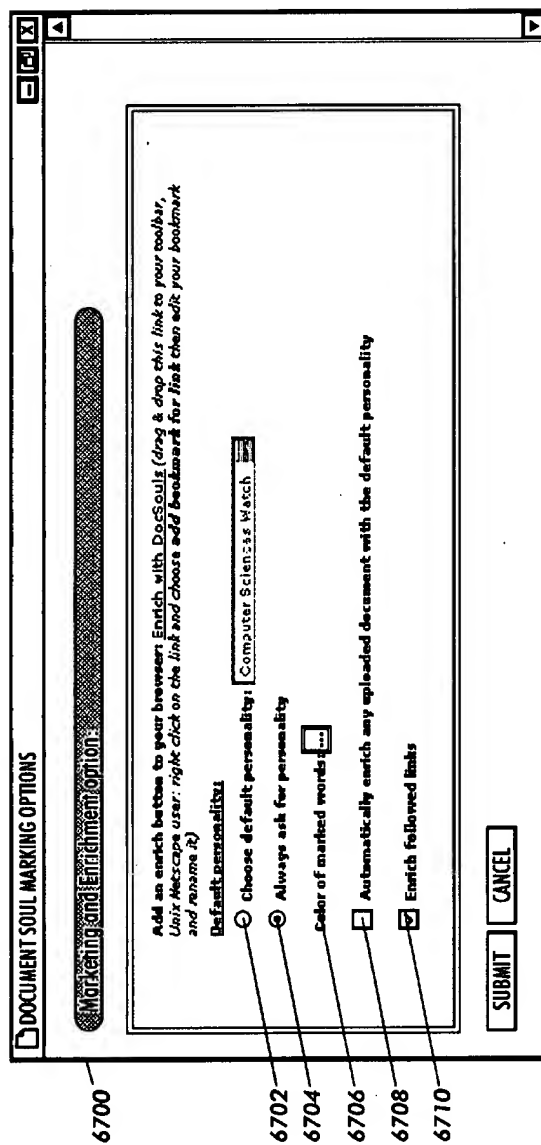 DOCUMENT SOUL MARKING OPTIONS
Marketing and Enrichment option:
Add an enrich button to your browser: Enrich with DocSouls (drag & drop this link to your toolbar,
Unix Netscape user: right click on the link and choose add bookmark for link then edit your bookmark
and rename it)
Default personality:
Choose default personality: Computer Sciences Watch
Always ask for personality
Color of marked words: ...
Automatically enrich any uploaded document with the default personality
Enrich followed links
SUBMIT CANCEL
6700
6702
6704
6706
6708
6710